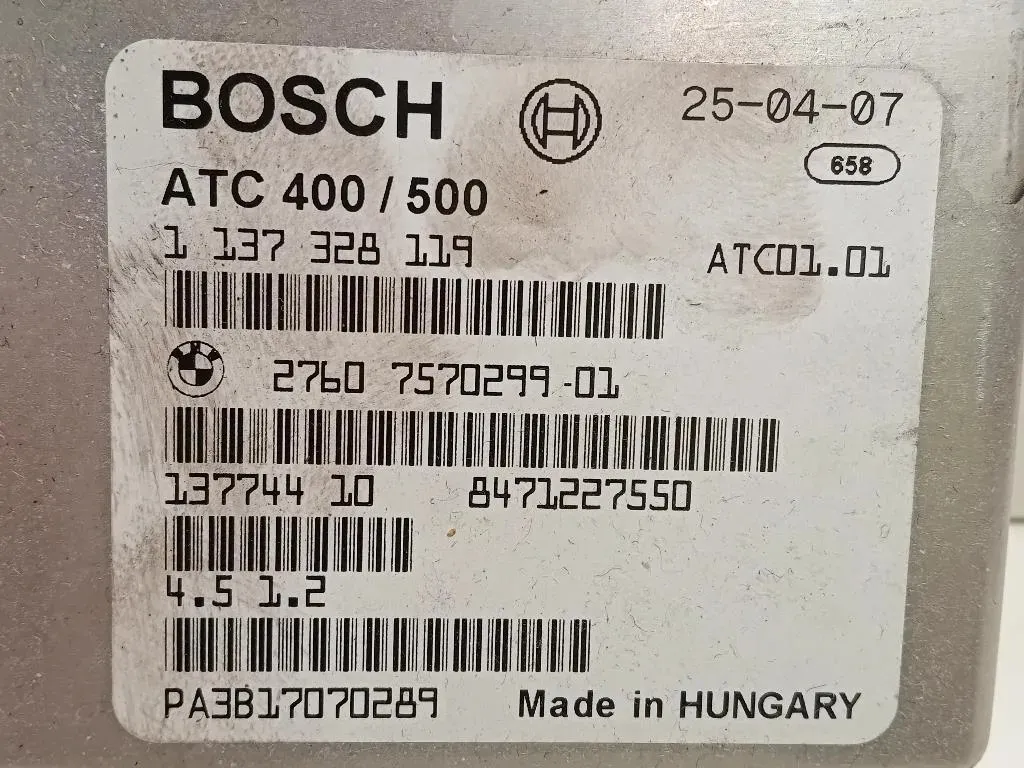 BOSCH 25-04-07
658
ATC 400 / 500
1 137 328 119 ATC01.01
BMW 2760 7570299-01
137744 10 8471227550
4.5 1.2
PA3B17070289 Made in HUNGARY